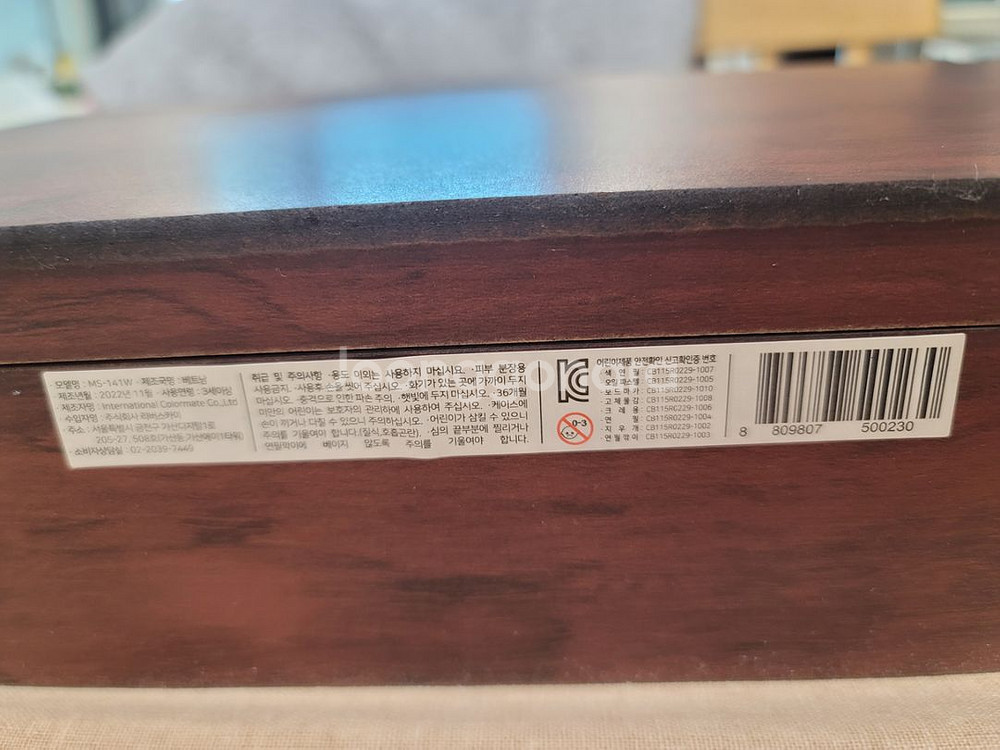 모델명 : MS-141W · 제조국명 : 베트남
제조년월 : 2022년 11월 · 사용연령 : 3세이상
제조자명 : International Colormate Co.,Ltd
수입자명 : 주식회사 리버스카이
주소 : 서울특별시 금천구 가산디지털1로
205-27, 508호(가산동, 가산에이1타워)
· 소비자상담실 : 02-2039-7445
취급 및 주의사항 · 용도 이외는 사용하지 마십시요. · 피부 분장용
사용금지. · 사용후 손을 씻어 주십시오. · 화기가 있는 곳에 가까이 두지
마십시요. · 충격으로 인한 파손 주의. · 햇빛에 두지 마십시요. · 36개월
미만의 어린이는 보호자의 관리하에 사용하여 주십시오. · 케이스에
손이 끼거나 다칠 수 있으니 주의하십시요. · 어린이가 삼킬 수 있으니
주의를 기울여야 합니다.(질식,호흡곤란). · 심의 끝부분에 찔리거나
연필깎이에 베이지 않도록 주의를 기울여야 합니다.
어린이제품 안전확인 신고확인증 번호
색연필 : CB115R0229-1007
오일파스텔 : CB115R0229-1005
보드마카 : CB115R0229-1010
고체물감 : CB115R0229-1008
크레용 : CB115R0229-1006
연필 : CB115R0229-1004
지우개 : CB115R0229-1002
연필깎이 : CB115R0229-1003
0-3
8 809807 500230